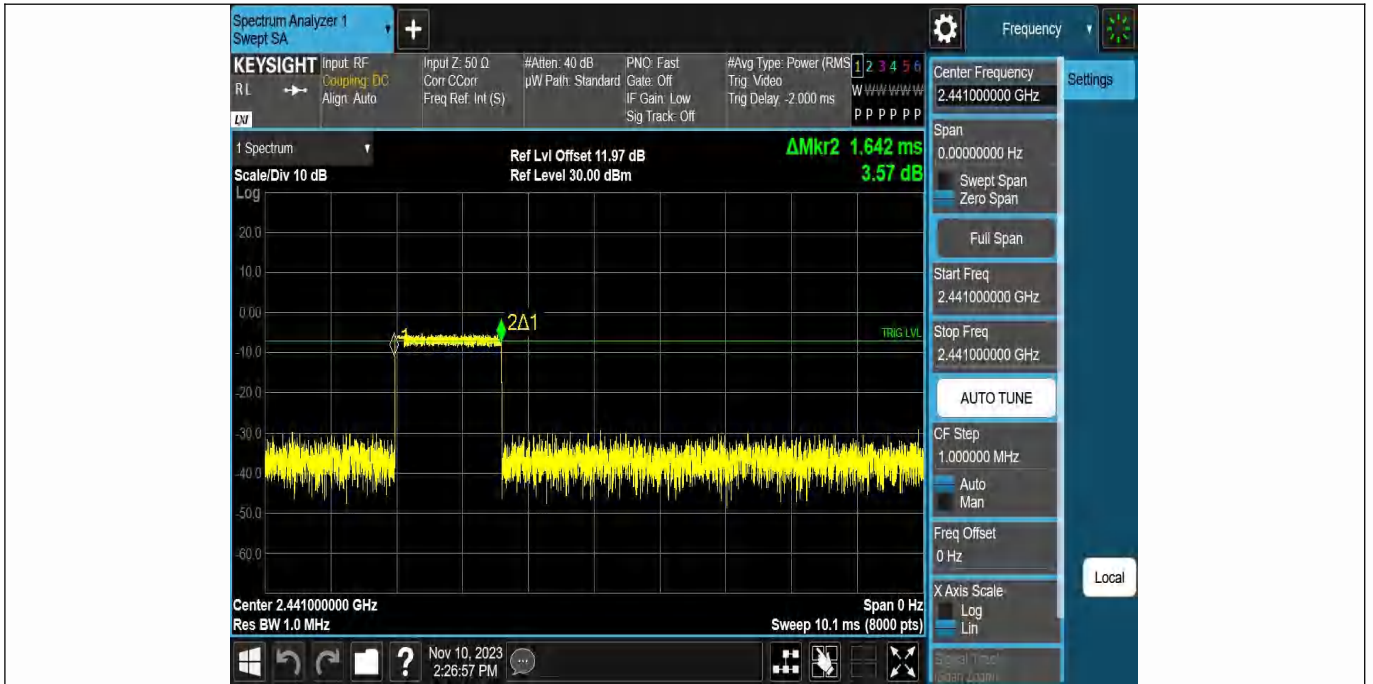 Spectrum Analyzer 1
Swept SA
+
Frequency
KEYSIGHT
RL
LXI
Input: RF
Coupling: DC
Align: Auto
Input Z: 50 Ω
Corr CCorr
Freq Ref: Int (S)
#Atten: 40 dB
µW Path: Standard
PNO: Fast
Gate: Off
IF Gain: Low
Sig Track: Off
#Avg Type: Power (RMS
Trig: Video
Trig Delay: -2.000 ms
1 2 3 4 5 6
W W W W W W
P P P P P P
1 Spectrum
Scale/Div 10 dB
Ref Lvl Offset 11.97 dB
Ref Level 30.00 dBm
ΔMkr2 1.642 ms
3.57 dB
Log
20.0
10.0
0.00
-10.0
-20.0
-30.0
-40.0
-50.0
-60.0
1
2Δ1
TRIG LVL
Center 2.441000000 GHz
Res BW 1.0 MHz
Span 0 Hz
Sweep 10.1 ms (8000 pts)
Center Frequency
2.441000000 GHz
Settings
Span
0.00000000 Hz
Swept Span
Zero Span
Full Span
Start Freq
2.441000000 GHz
Stop Freq
2.441000000 GHz
AUTO TUNE
CF Step
1.000000 MHz
Auto
Man
Freq Offset
0 Hz
X Axis Scale
Log
Lin
Signal Track
(Span Zoom)
Local
?
Nov 10, 2023
2:26:57 PM